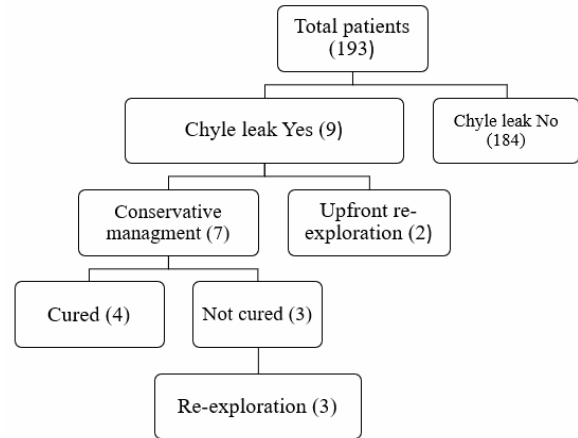 Total patients
(193)
Chyle leak Yes (9)
Chyle leak No
(184)
Conservative
managment (7)
Upfront re-
exploration (2)
Cured (4)
Not cured (3)
Re-exploration (3)